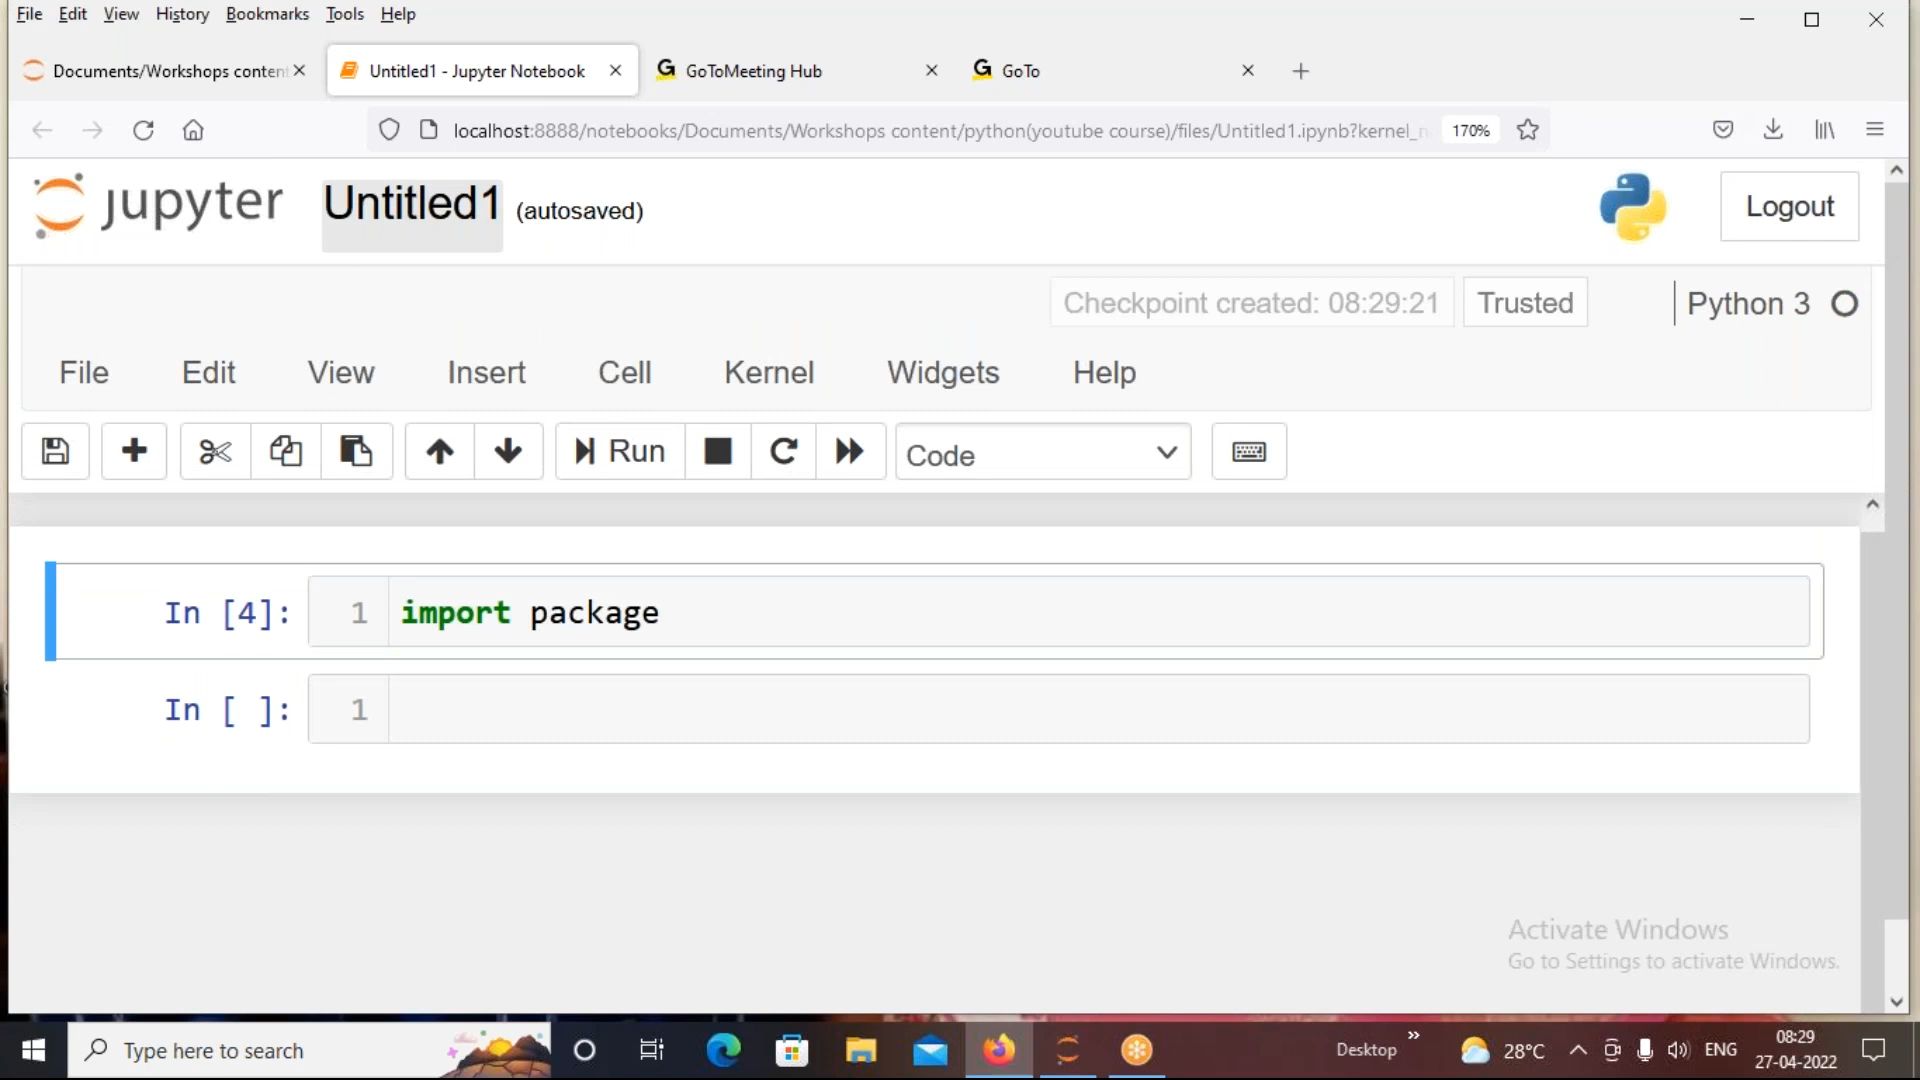 File Edit View History Bookmarks Tools Help
Documents/Workshops conten
Untitled1 - Jupyter Notebook
GoToMeeting Hub
GoTo
localhost:8888/notebooks/Documents/Workshops content/python(youtube course)/files/Untitled1.ipynb?kernel_n
170%
jupyter Untitled1 (autosaved)
Logout
Checkpoint created: 08:29:21 Trusted Python 3
File Edit View Insert Cell Kernel Widgets Help
Run Code
In [4]: 1 import package
In [ ]: 1
Activate Windows
Go to Settings to activate Windows.
Type here to search
Desktop
28°C
ENG
08:29
27-04-2022